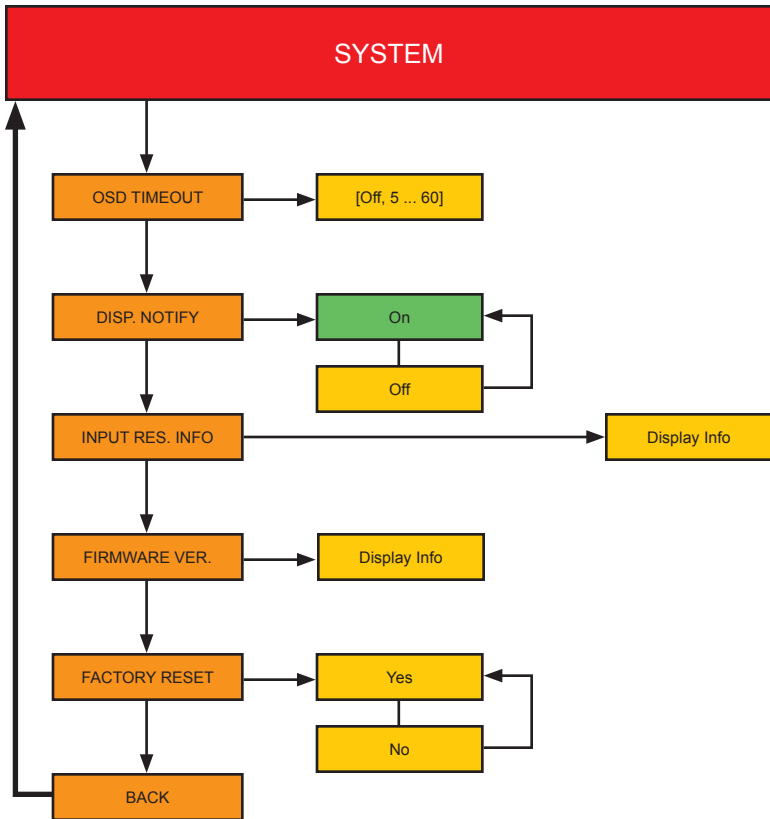 SYSTEM
OSD TIMEOUT
[Off, 5 ... 60]
DISP. NOTIFY
On
Off
INPUT RES. INFO
Display Info
FIRMWARE VER.
Display Info
FACTORY RESET
Yes
No
BACK